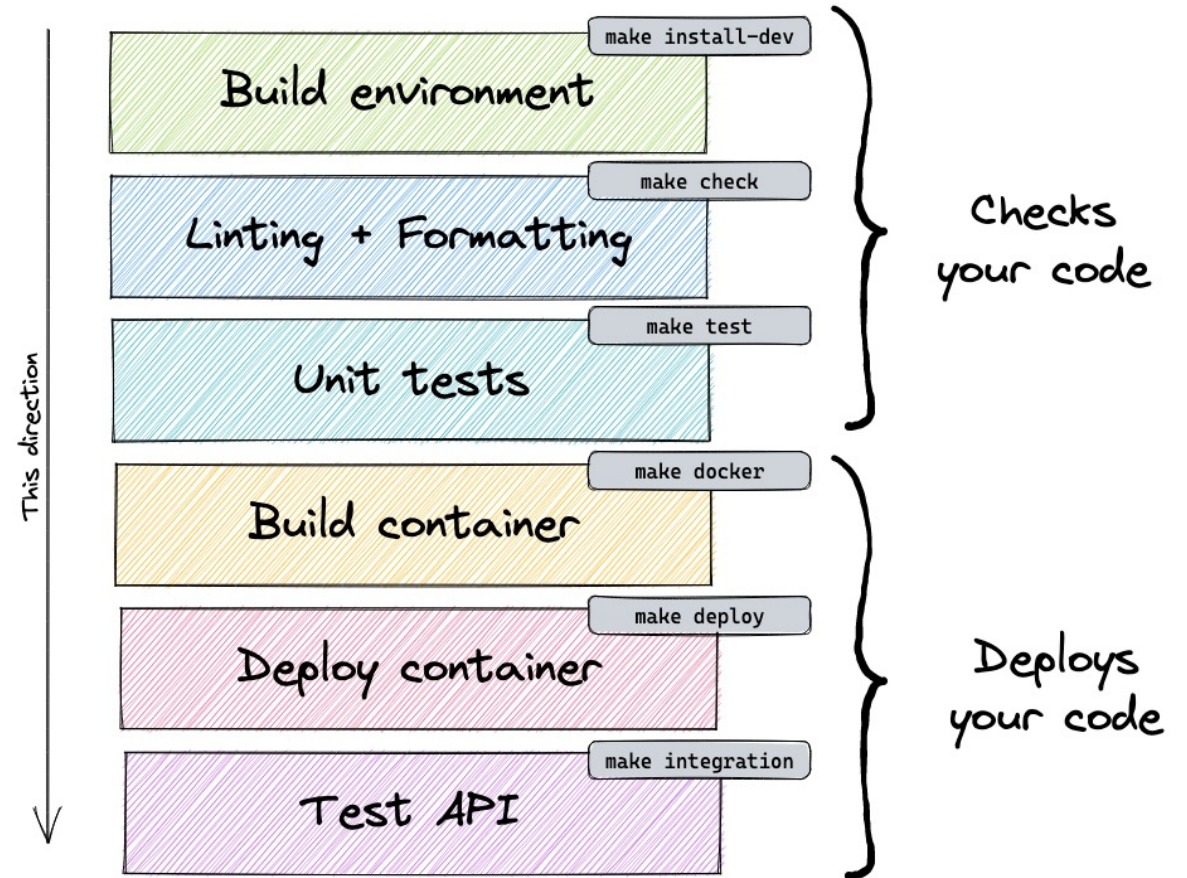 make install-dev
Build environment
make check
Linting + Formatting
Checks
your code
make test
Unit tests
This direction
make docker
Build container
make deploy
Deploy container
Deploys
your code
make integration
Test API